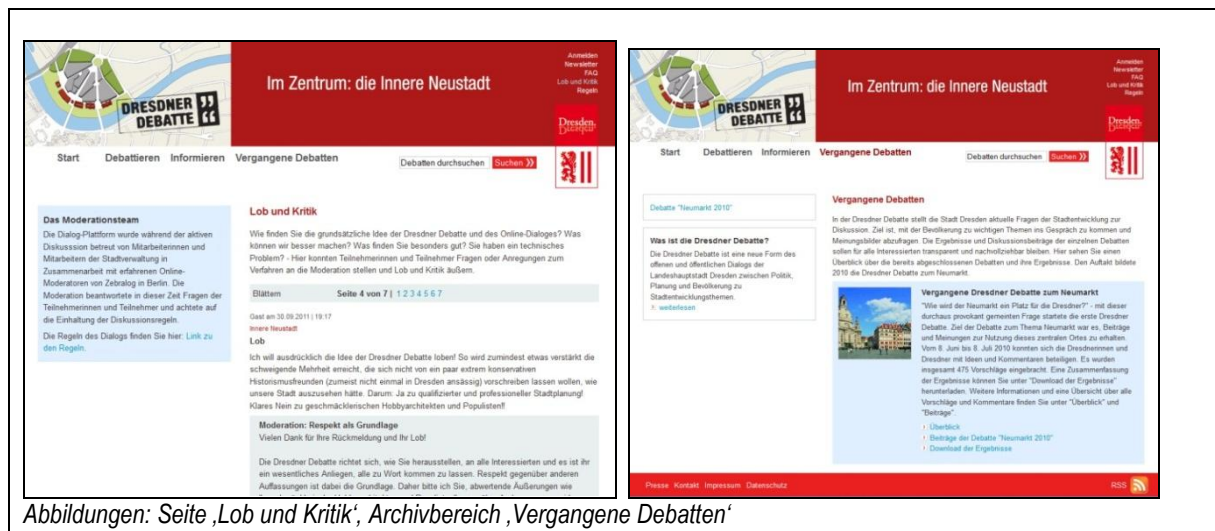 DRESDNER
DEBATTE
Im Zentrum: die Innere Neustadt
Anmelden
Newsletter
FAQ
Lob und Kritik
Regeln
Dresden.
Start Debattieren Informieren Vergangene Debatten
Debatten durchsuchen Suchen
Das Moderationsteam
Die Dialog-Plattform wurde während der aktiven
Diskussion betreut von Mitarbeiterinnen und
Mitarbeitern der Stadtverwaltung in
Zusammenarbeit mit erfahrenen Online-
Moderatoren von Zebralog in Berlin. Die
Moderation beantwortete in dieser Zeit Fragen der
Teilnehmerinnen und Teilnehmer und achtete auf
die Einhaltung der Diskussionsregeln.
Die Regeln des Dialogs finden Sie hier: Link zu
den Regeln.
Lob und Kritik
Wie finden Sie die grundsätzliche Idee der Dresdner Debatte und des Online-Dialoges? Was
können wir besser machen? Was finden Sie besonders gut? Sie haben ein technisches
Problem? - Hier konnten Teilnehmerinnen und Teilnehmer Fragen oder Anregungen zum
Verfahren an die Moderation stellen und Lob und Kritik äußern.
Blättern Seite 4 von 7 | 1 2 3 4 5 6 7
Gast am 30.09.2011 | 19:17
Innere Neustadt
Lob
Ich will ausdrücklich die Idee der Dresdner Debatte loben! So wird zumindest etwas verstärkt die
schweigende Mehrheit erreicht, die sich nicht von ein paar extrem konservativen
Historismusfreunden (zumeist nicht einmal in Dresden ansässig) vorschreiben lassen wollen, wie
unsere Stadt auszusehen hätte. Darum: Ja zu qualifizierter und professioneller Stadtplanung!
Klares Nein zu geschmäcklerischen Hobbyarchitekten und Populisten!!
Moderation: Respekt als Grundlage
Vielen Dank für Ihre Rückmeldung und Ihr Lob!
Die Dresdner Debatte richtet sich, wie Sie herausstellen, an alle Interessierten und es ist ihr
ein wesentliches Anliegen, alle zu Wort kommen zu lassen. Respekt gegenüber anderen
Auffassungen ist dabei die Grundlage. Daher bitte ich Sie, abwertende Äußerungen wie
DRESDNER
DEBATTE
Im Zentrum: die Innere Neustadt
Anmelden
Newsletter
FAQ
Lob und Kritik
Regeln
Dresden.
Start Debattieren Informieren Vergangene Debatten
Debatten durchsuchen Suchen
Debatte "Neumarkt 2010"
Was ist die Dresdner Debatte?
Die Dresdner Debatte ist eine neue Form des
offenen und öffentlichen Dialogs der
Landeshauptstadt Dresden zwischen Politik,
Planung und Bevölkerung zu
Stadtentwicklungsthemen.
weiterlesen
Vergangene Debatten
In der Dresdner Debatte stellt die Stadt Dresden aktuelle Fragen der Stadtentwicklung zur
Diskussion. Ziel ist, mit der Bevölkerung zu wichtigen Themen ins Gespräch zu kommen und
Meinungsbilder abzufragen. Die Ergebnisse und Diskussionsbeiträge der einzelnen Debatten
sollen für alle Interessierten transparent und nachvollziehbar bleiben. Hier sehen Sie einen
Überblick über die bereits abgeschlossenen Debatten und ihre Ergebnisse. Den Auftakt bildete
2010 die Dresdner Debatte zum Neumarkt.
Vergangene Dresdner Debatte zum Neumarkt
"Wie wird der Neumarkt ein Platz für die Dresdner?" - mit dieser
durchaus provokant gemeinten Frage startete die erste Dresdner
Debatte. Ziel der Debatte zum Thema Neumarkt war es, Beiträge
und Meinungen zur Nutzung dieses zentralen Ortes zu erhalten.
Vom 8. Juni bis 8. Juli 2010 konnten sich die Dresdnerinnen und
Dresdner mit Ideen und Kommentaren beteiligen. Es wurden
insgesamt 475 Vorschläge eingebracht. Eine Zusammenfassung
der Ergebnisse können Sie unter "Download der Ergebnisse"
herunterladen. Weitere Informationen und eine Übersicht über alle
Vorschläge und Kommentare finden Sie unter "Überblick" und
"Beiträge".
Überblick
Beiträge der Debatte "Neumarkt 2010"
Download der Ergebnisse
Presse Kontakt Impressum Datenschutz
RSS
Abbildungen: Seite ‚Lob und Kritik‘, Archivbereich ‚Vergangene Debatten‘